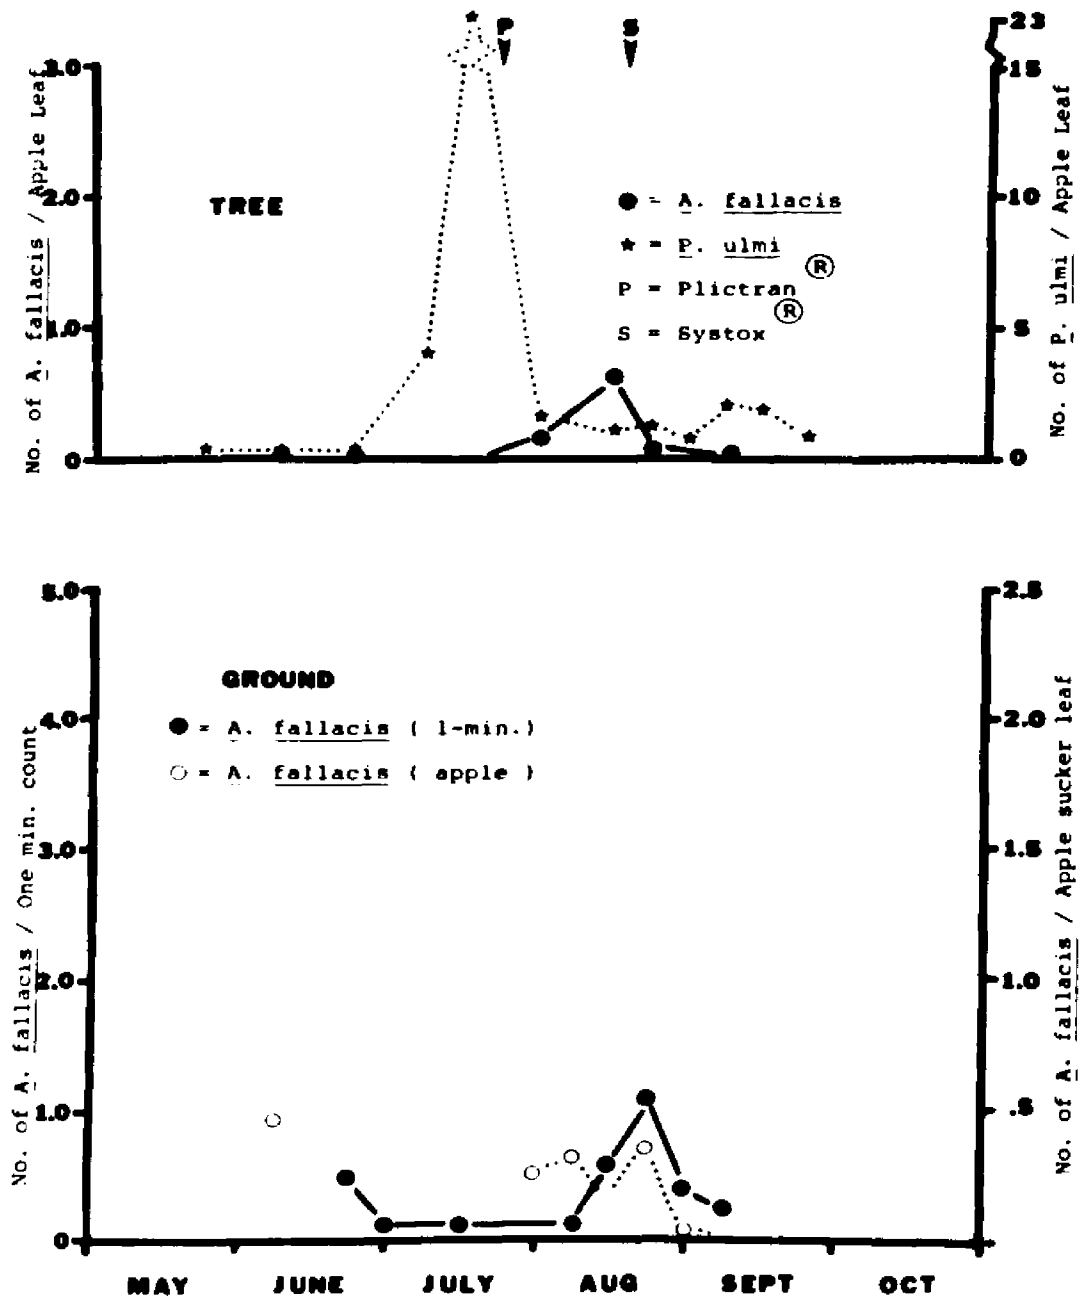 P S 23
3.0 15
2.0 10
1.0 5
0 0
No. of A. fallacis / Apple Leaf
No. of P. ulmi / Apple Leaf
TREE
● = A. fallacis
★ = P. ulmi
P = Plictran ®
S = Systox ®
5.0 2.5
4.0 2.0
3.0 1.5
2.0 1.0
1.0 .5
0
No. of A. fallacis / One min. count
No. of A. fallacis / Apple sucker leaf
GROUND
● = A. fallacis ( 1-min.)
○ = A. fallacis ( apple )
MAY JUNE JULY AUG SEPT OCT